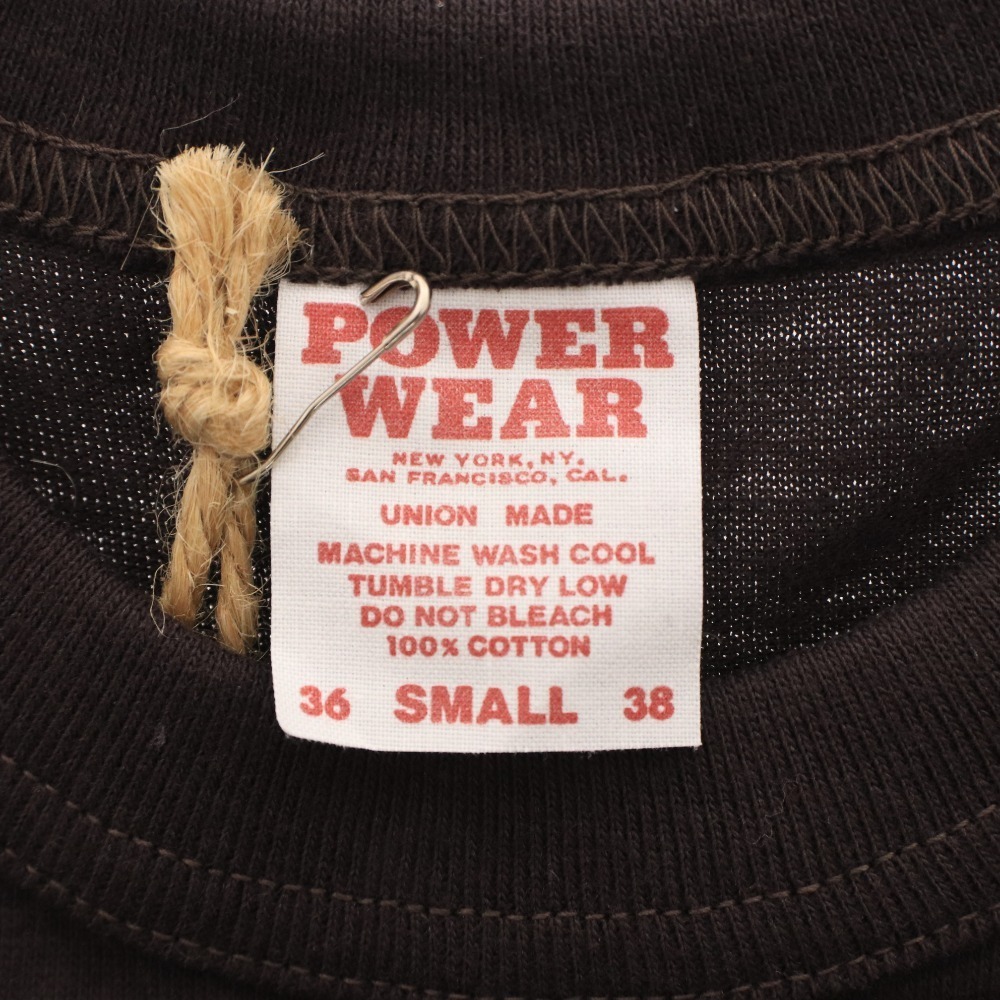 POWER
WEAR
NEW YORK, NY.
SAN FRANCISCO, CAL.
UNION MADE
MACHINE WASH COOL
TUMBLE DRY LOW
DO NOT BLEACH
100% COTTON
36 SMALL 38